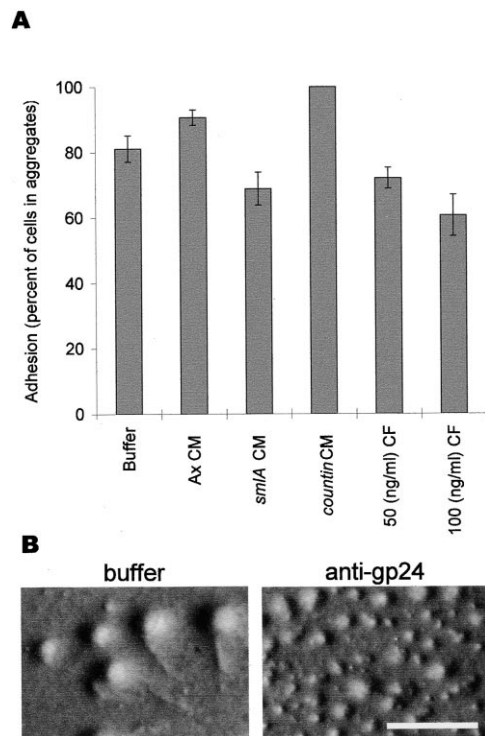 A
Adhesion (percent of cells in aggregates)
100
80
60
40
20
0
Buffer
Ax CM
smlA CM
countin CM
50 (ng/ml) CF
100 (ng/ml) CF
B
buffer
anti-gp24